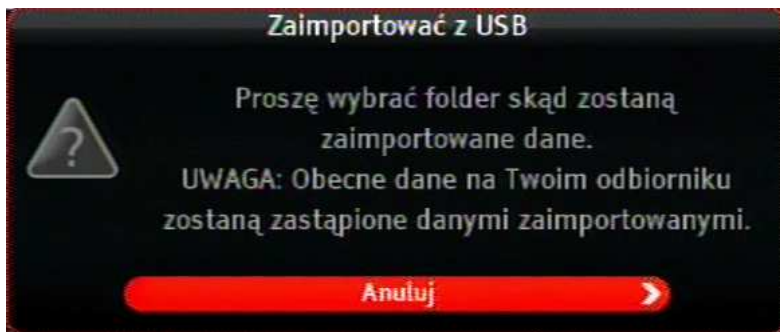 Zaimportować z USB
Proszę wybrać folder skąd zostaną
zaimportowane dane.
UWAGA: Obecne dane na Twoim odbiorniku
zostaną zastąpione danymi zaimportowanymi.
Anuluj